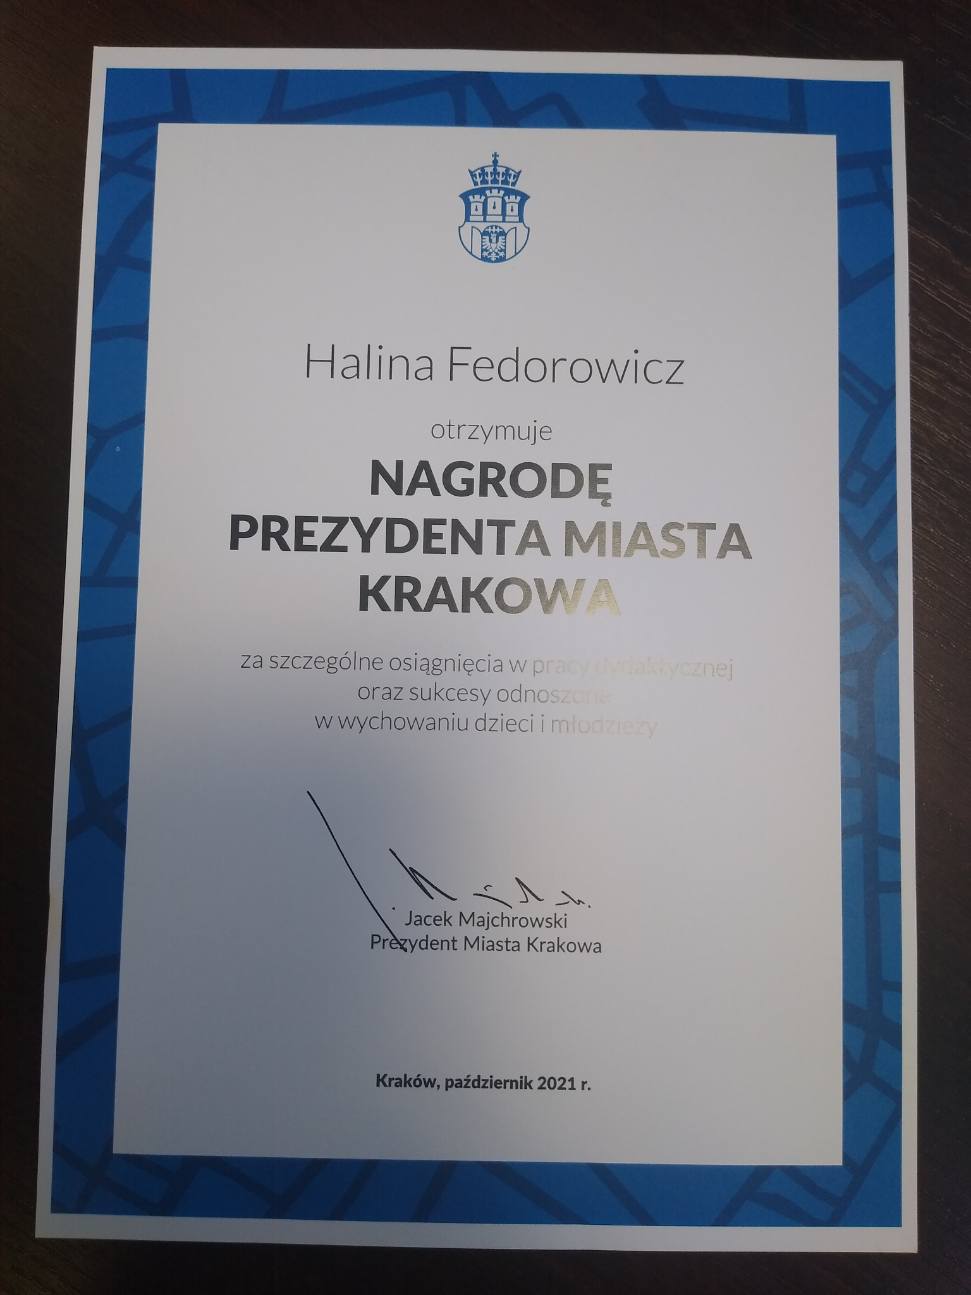 Halina Fedorowicz
otrzymuje
NAGRODĘ
PREZYDENTA MIASTA
KRAKOWA
za szczególne osiągnięcia w pracy dydaktycznej
oraz sukcesy odnoszone
w wychowaniu dzieci i młodzieży
Jacek Majchrowski
Prezydent Miasta Krakowa
Kraków, październik 2021 r.